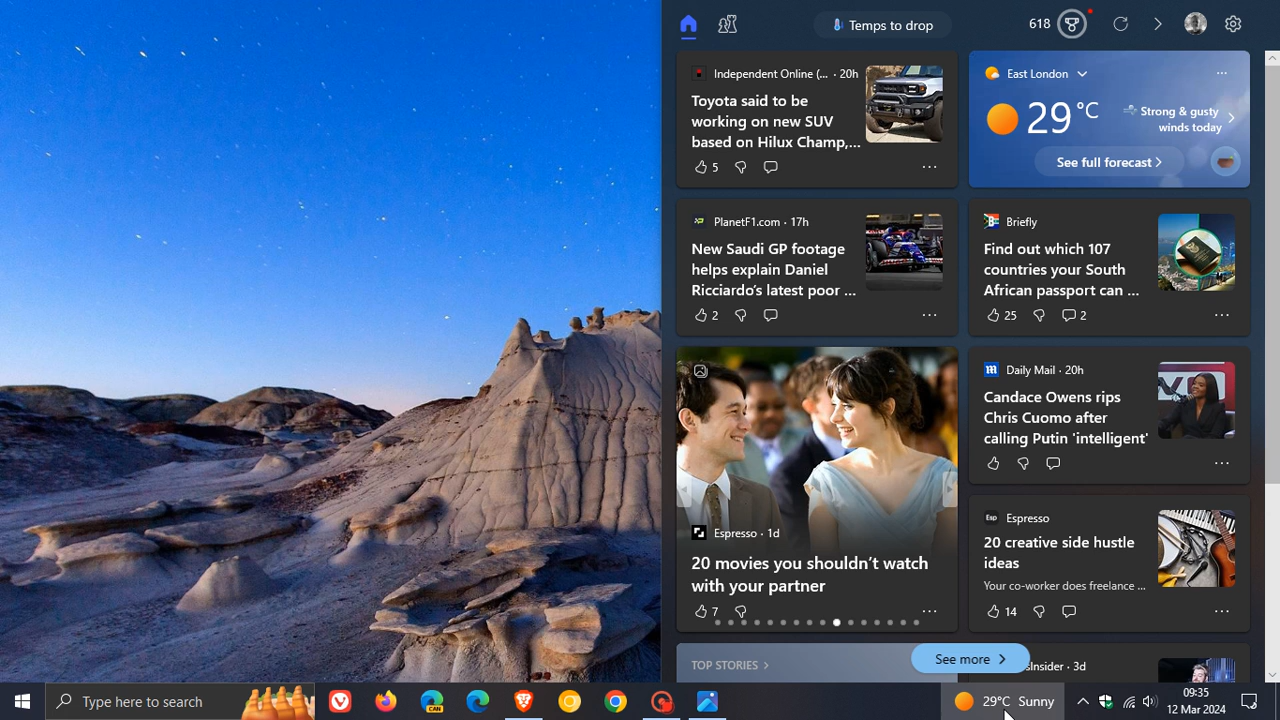 Temps to drop
618
Independent Online (... · 20h
Toyota said to be
working on new SUV
based on Hilux Champ,...
5
East London
29 °C
Strong & gusty
winds today
See full forecast
PlanetF1.com · 17h
New Saudi GP footage
helps explain Daniel
Ricciardo's latest poor ...
2
Briefly
Find out which 107
countries your South
African passport can ...
25
2
Espresso · 1d
20 movies you shouldn't watch
with your partner
7
Daily Mail · 20h
Candace Owens rips
Chris Cuomo after
calling Putin 'intelligent'
Esp
Espresso
20 creative side hustle
ideas
Your co-worker does freelance ...
14
TOP STORIES
See more
sInsider · 3d
Type here to search
CAN
29°C Sunny
09:35
12 Mar 2024